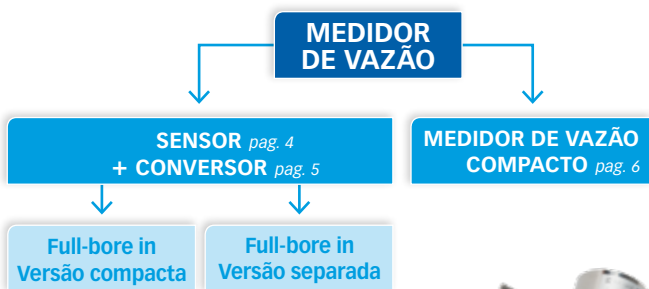 MEDIDOR
DE VAZÃO
SENSOR pag. 4
+ CONVERSOR pag. 5
MEDIDOR DE VAZÃO
COMPACTO pag. 6
Full-bore in
Versão compacta
Full-bore in
Versão separada